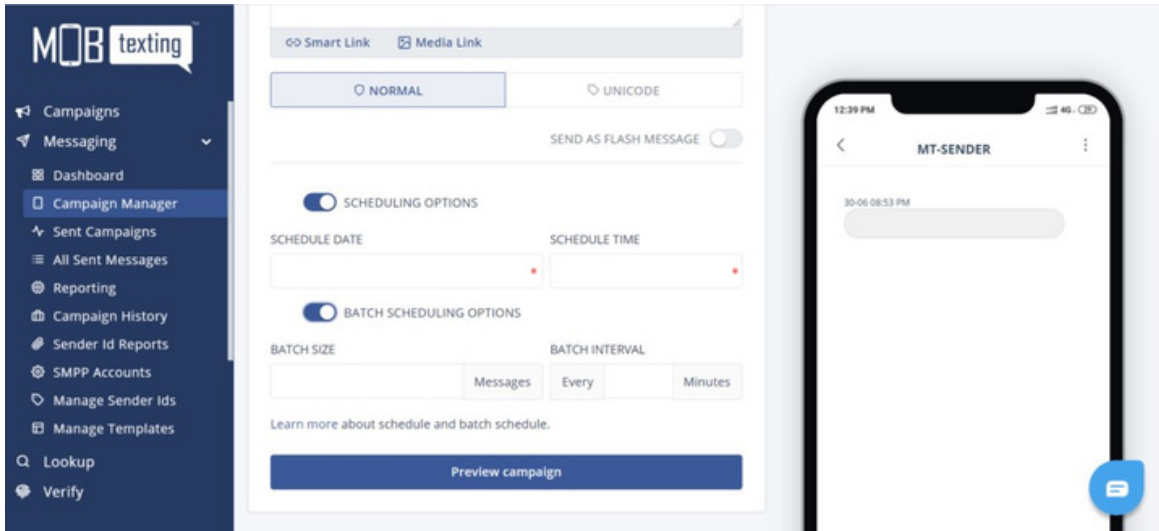 MOBtexting
Campaigns
Messaging
Dashboard
Campaign Manager
Sent Campaigns
All Sent Messages
Reporting
Campaign History
Sender Id Reports
SMPP Accounts
Manage Sender Ids
Manage Templates
Lookup
Verify
Smart Link Media Link
NORMAL UNICODE
SEND AS FLASH MESSAGE
SCHEDULING OPTIONS
SCHEDULE DATE SCHEDULE TIME
* *
BATCH SCHEDULING OPTIONS
BATCH SIZE BATCH INTERVAL
Messages Every Minutes
Learn more about schedule and batch schedule.
Preview campaign
12:39 PM 4G
MT-SENDER
30-06 08:53 PM